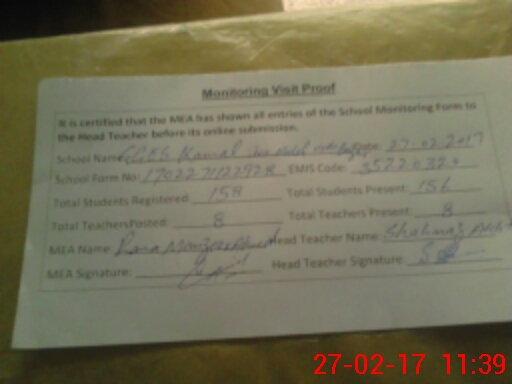 Monitoring Visit Proof
It is certified that the MEA has shown all entries of the School Monitoring Form to
the Head Teacher before its online submission.
School Name: Kamal Date: 27-02-2017
School Form No: EMIS Code:
Total Students Registered: 158 Total Students Present: 156
Total Teachers Posted: 8 Total Teachers Present: 8
MEA Name: Rana Head Teacher Name: Shahnaz
MEA Signature: Head Teacher Signature:
27-02-17 11:39